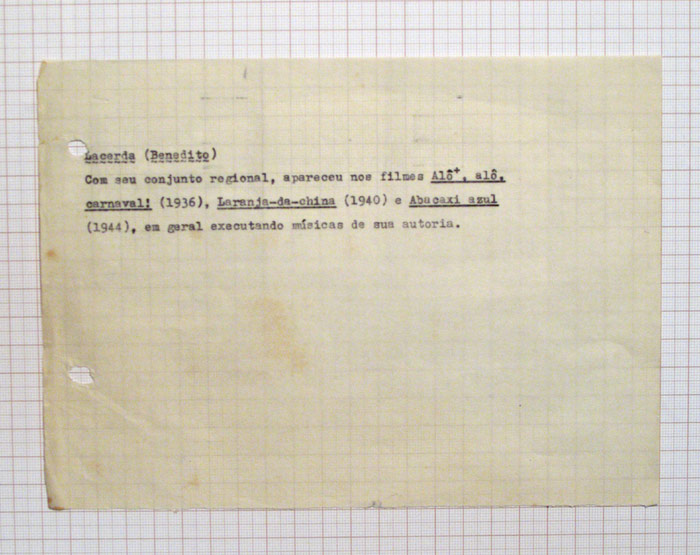 Lacerda (Benedito)
Com seu conjunto regional, apareceu nos filmes Alô+, alô,
carnaval! (1936), Laranja-da-china (1940) e Abacaxi azul
(1944), em geral executando músicas de sua autoria.